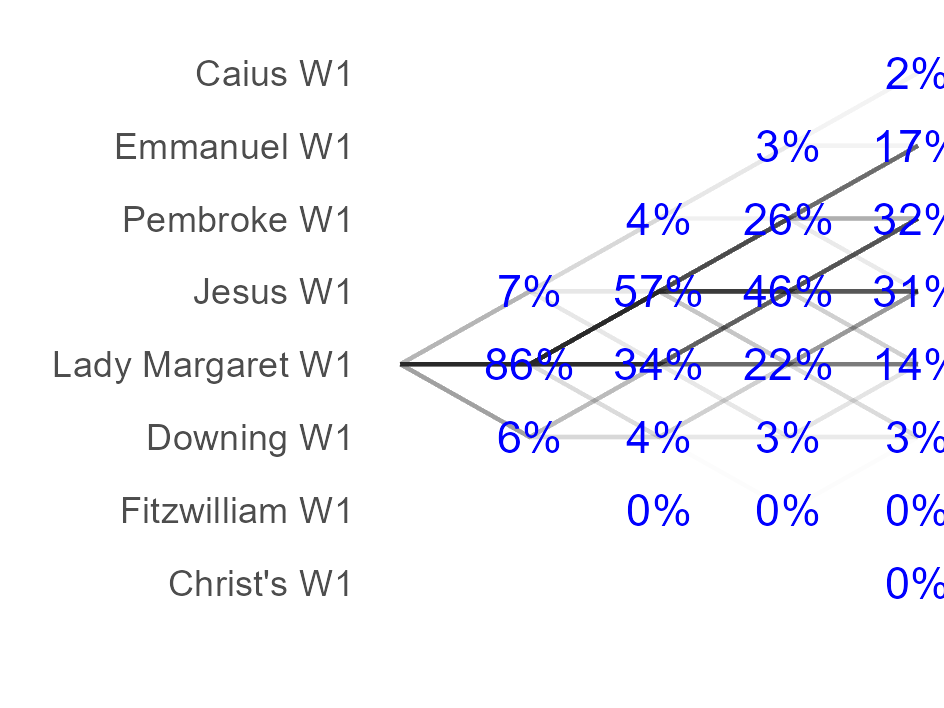 Caius W1 2%
Emmanuel W1 3% 17%
Pembroke W1 4% 26% 32%
Jesus W1 7% 57% 46% 31%
Lady Margaret W1 86% 34% 22% 14%
Downing W1 6% 4% 3% 3%
Fitzwilliam W1 0% 0% 0%
Christ's W1 0%